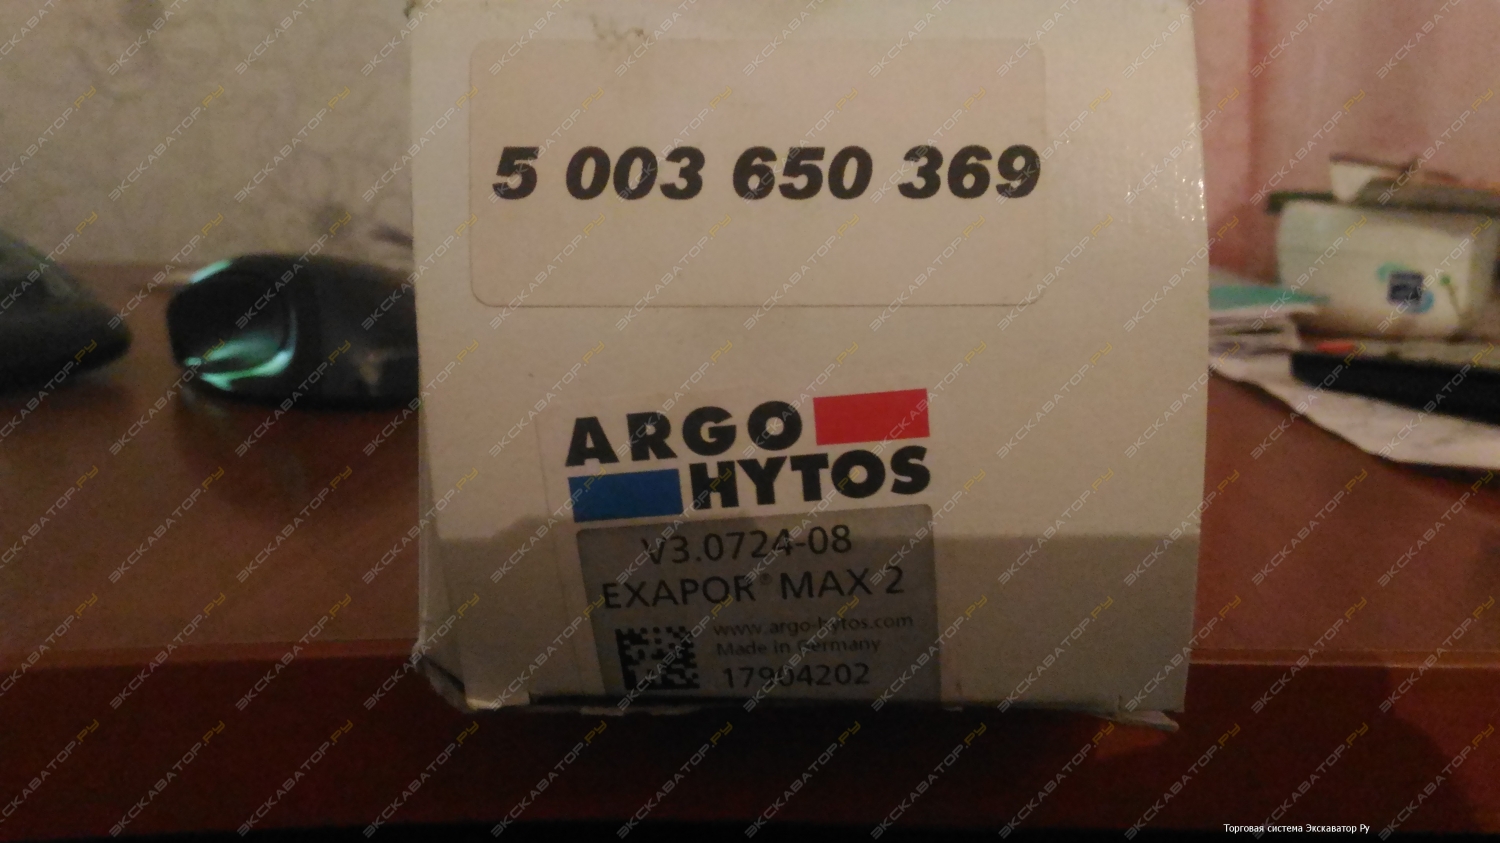 5 003 650 369
ARGO
HYTOS
V3.0724-08
EXAPOR® MAX 2
www.argo-hytos.com
Made in Germany
17904202
ЭКСКАВАТОР.РУ
Торговая система Экскаватор Ру